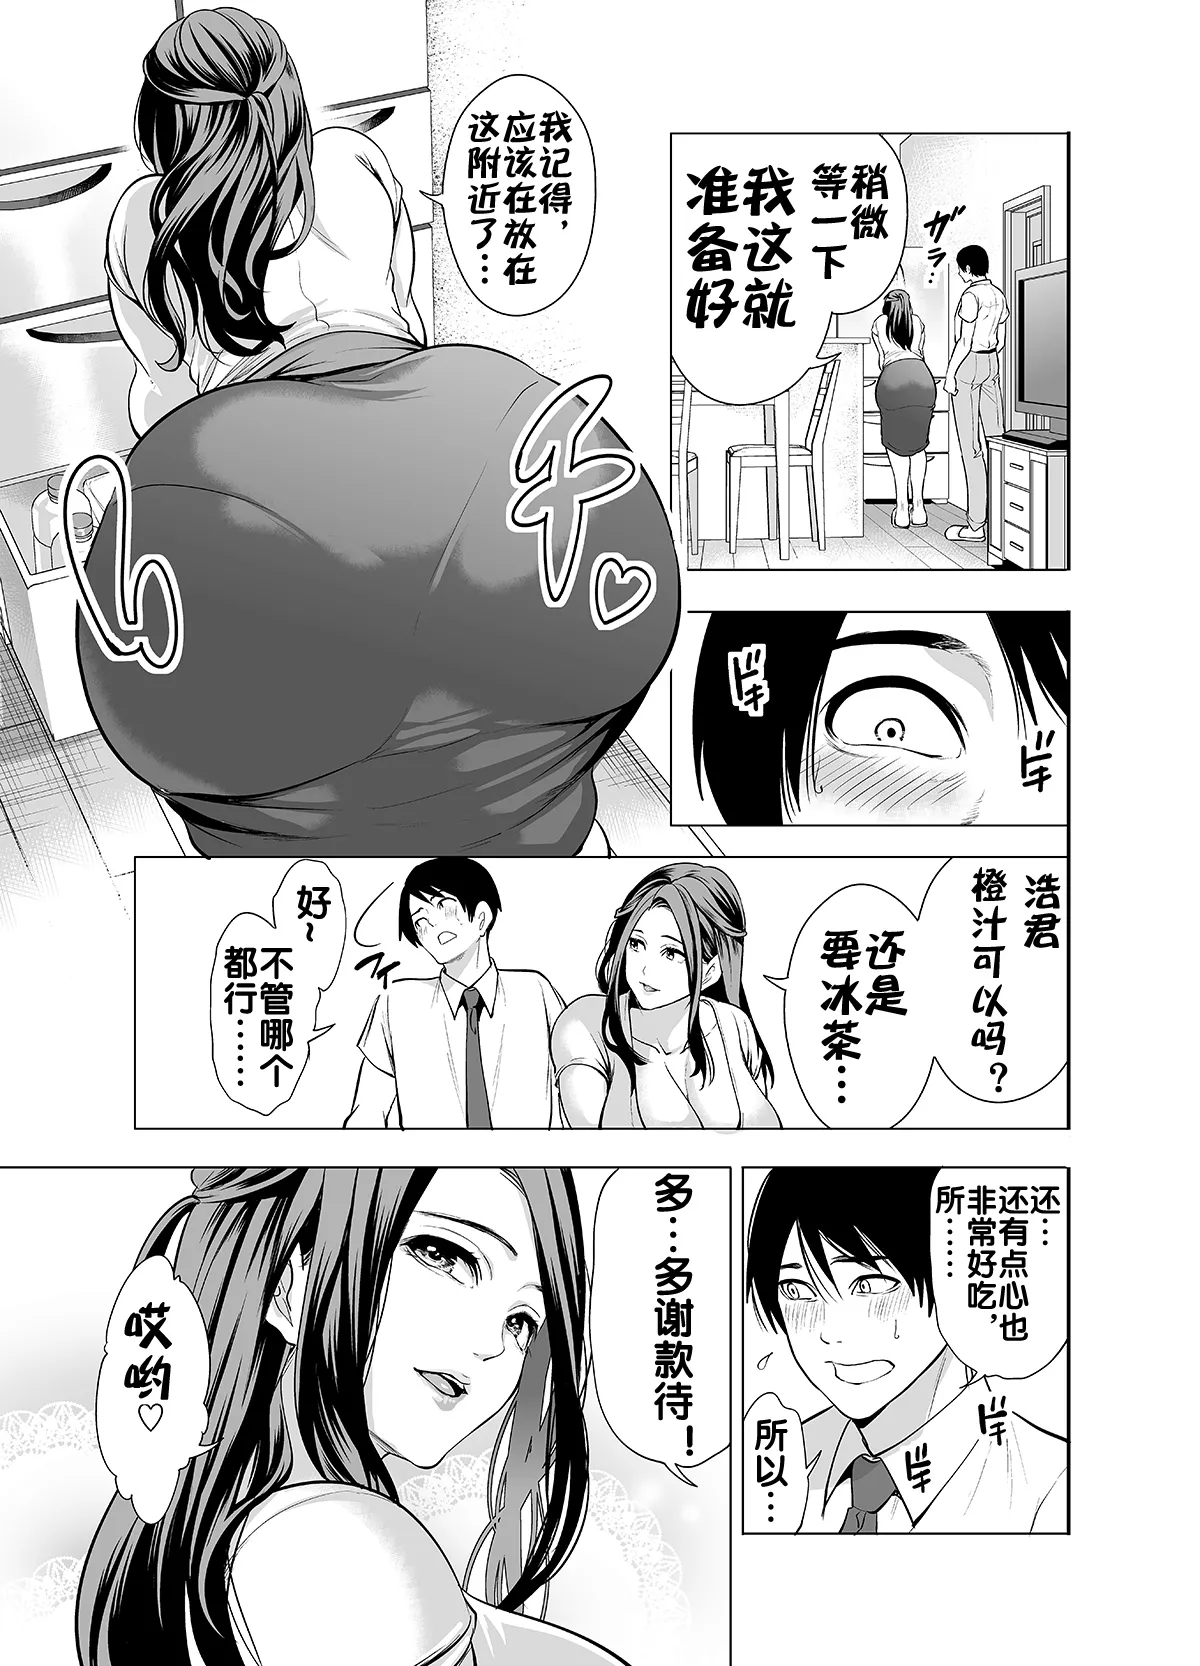 稍微
等一下
我这就
准备好
ガラ…
我记得,
应该在放在
这附近了…
ムチ♡
ドキ
ドキ
浩君
橙汁可以吗?
还是
要冰茶…
好~
不管哪个
都行……
还…
还有点心也
非常好吃,
所……
所以…
ドキ
ドキ
多…多谢款待!
哎哟♡